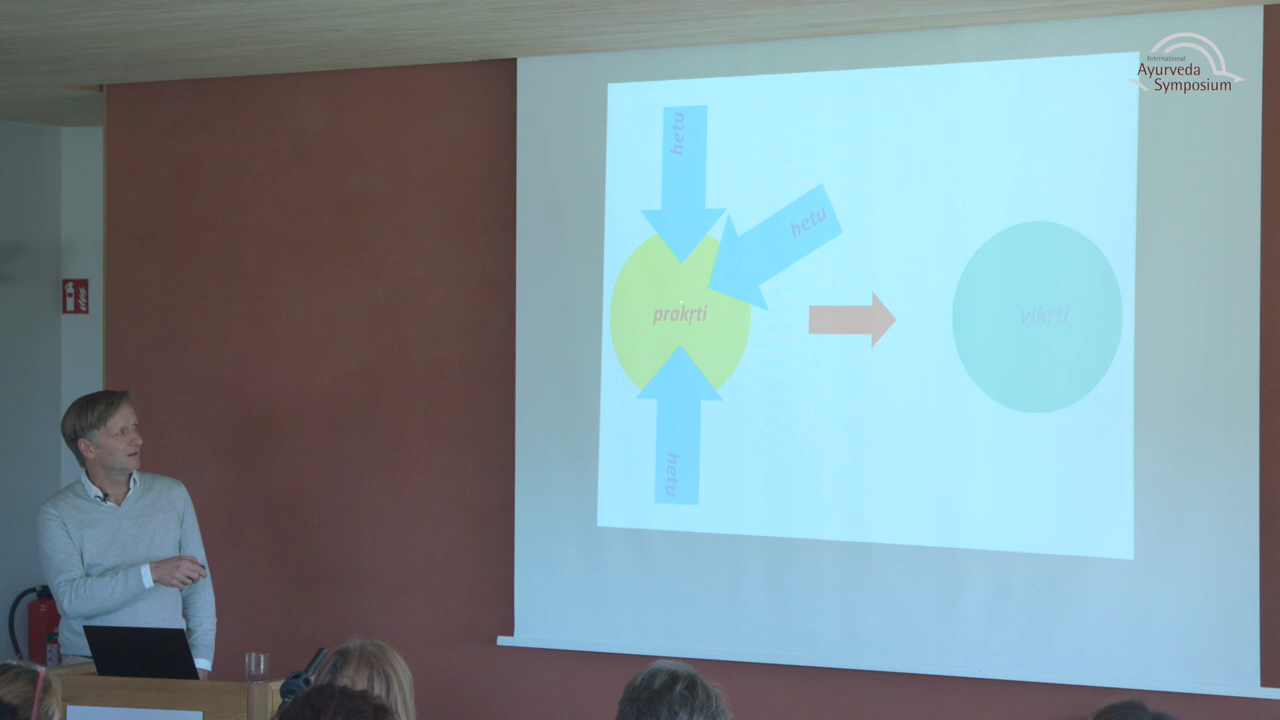 International
Ayurveda
Symposium
hetu
hetu
prakṛti
vikṛti
hetu